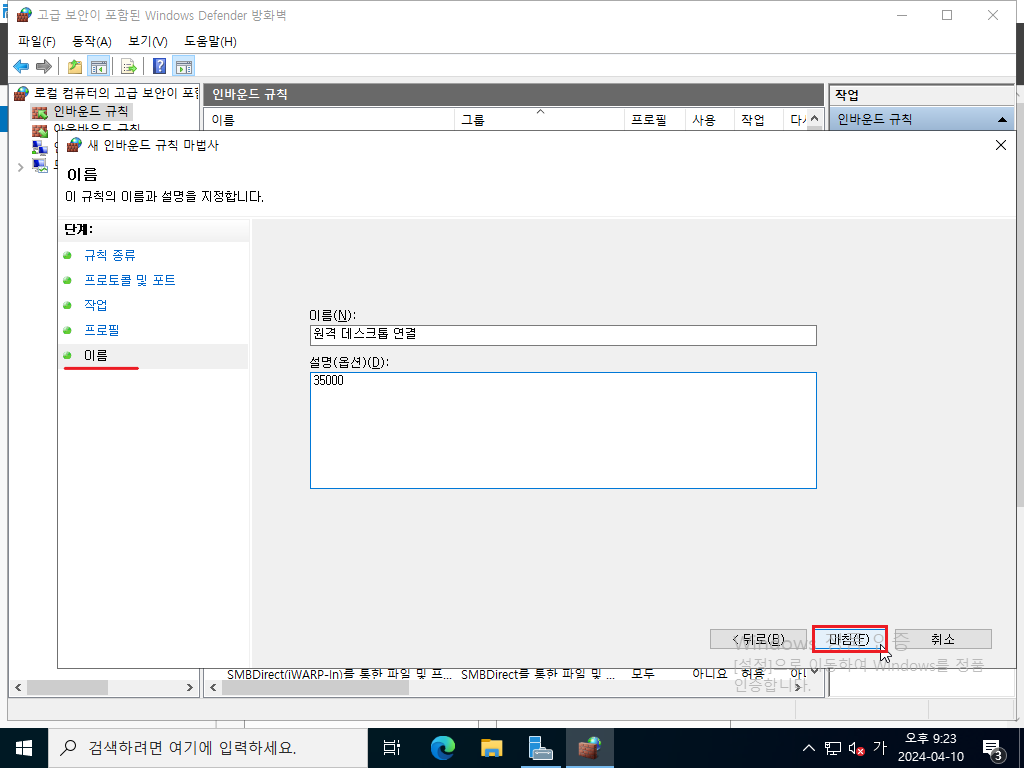 고급 보안이 포함된 Windows Defender 방화벽
파일(F) 동작(A) 보기(V) 도움말(H)
로컬 컴퓨터의 고급 보안이 포함
인바운드 규칙
작업
인바운드 규칙
아웃바운드 규칙
이름 그룹 프로필 사용 작업
인바운드 규칙
새 인바운드 규칙 마법사
이름
이 규칙의 이름과 설명을 지정합니다.
단계:
규칙 종류
프로토콜 및 포트
작업
프로필
이름
이름(N):
원격 데스크톱 연결
설명(옵션)(D):
35000
< 뒤로(B) 마침(F) 취소
Windows 정품 인증
[설정]으로 이동하여 Windows를 정품
인증합니다.
SMBDirect(iWARP-In)를 통한 파일 및 프... SMBDirect를 통한 파일 및 ... 모두 아니요 허용
검색하려면 여기에 입력하세요.
가
오후 9:23
2024-04-10
3